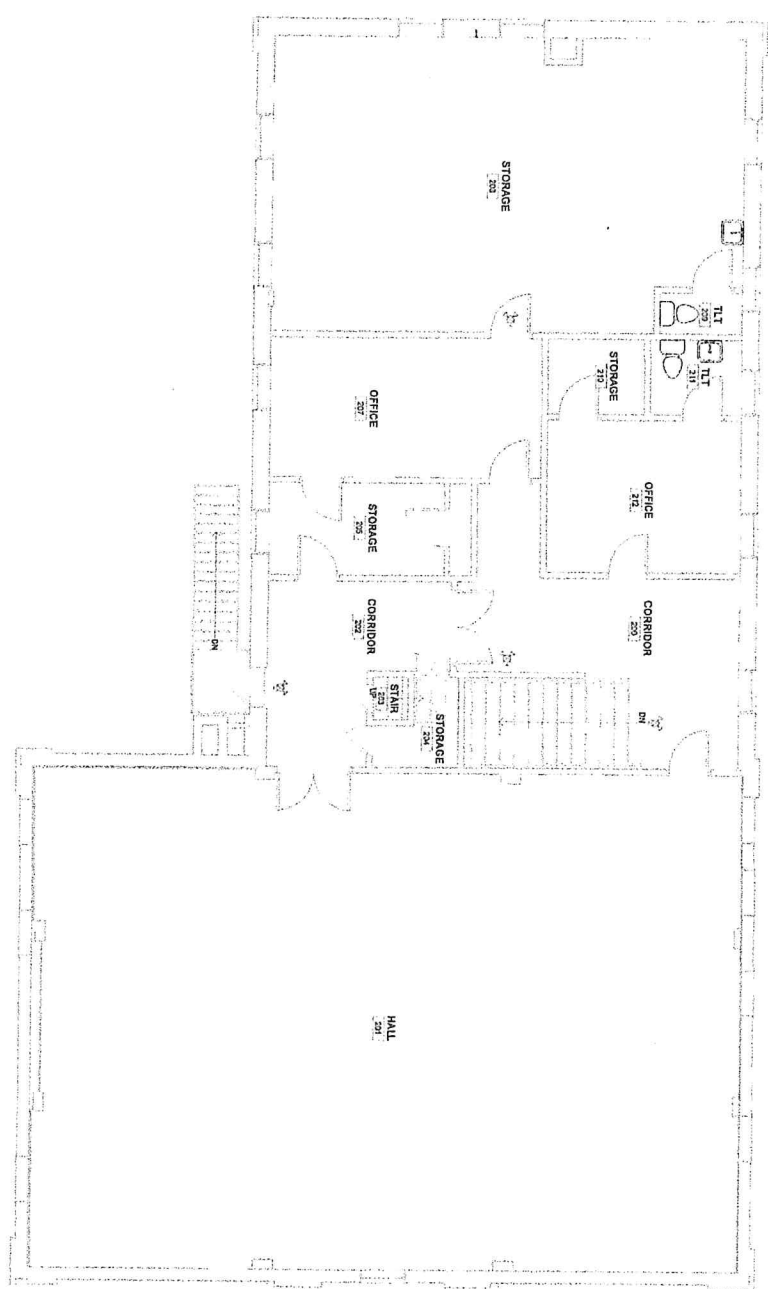 STORAGE
208
TLT
209
TLT
211
STORAGE
210
OFFICE
207
OFFICE
212
STORAGE
205
CORRIDOR
202
CORRIDOR
200
DN
STAIR
203
UP
STORAGE
204
DN
HALL
201